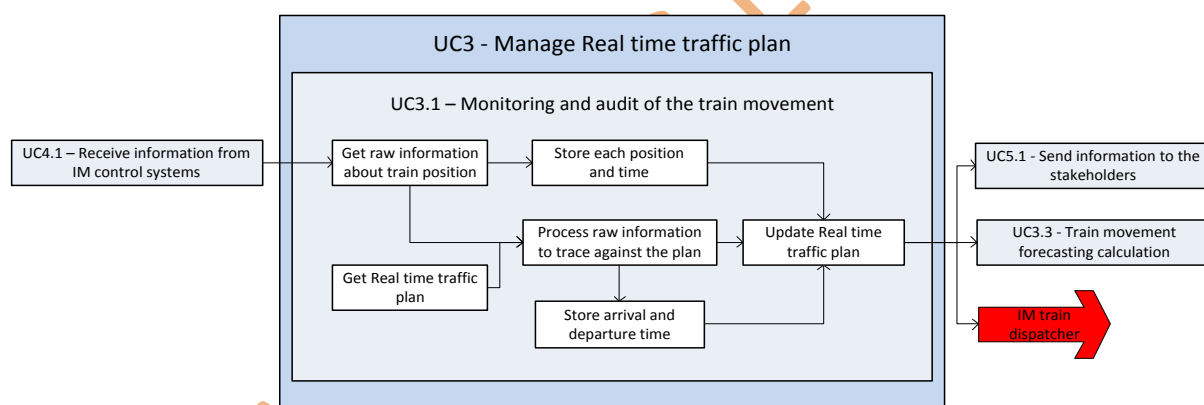 UC3 - Manage Real time traffic plan
UC3.1 – Monitoring and audit of the train movement
UC4.1 – Receive information from
IM control systems
Get raw information
about train position
Store each position
and time
Process raw information
to trace against the plan
Update Real time
traffic plan
Get Real time traffic
plan
Store arrival and
departure time
UC5.1 - Send information to the
stakeholders
UC3.3 - Train movement
forecasting calculation
IM train
dispatcher